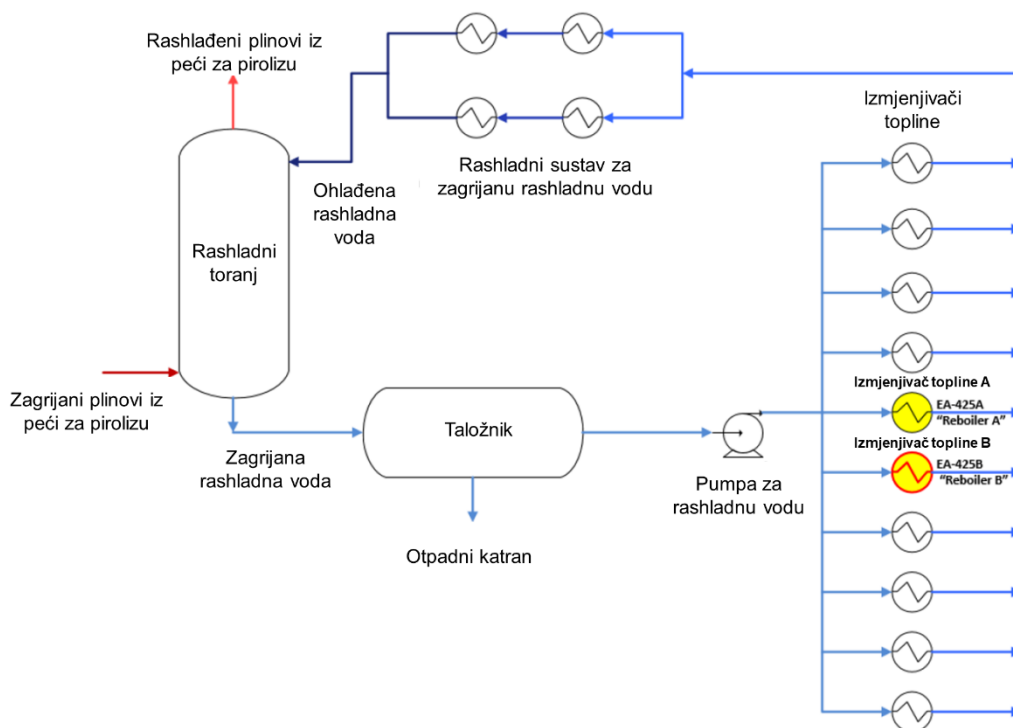 Rashlađeni plinovi iz
peći za pirolizu
Izmjenjivači
topline
Rashladni sustav za
zagrijanu rashladnu vodu
Ohlađena
rashladna
voda
Rashladni
toranj
Zagrijani plinovi iz
peći za pirolizu
Zagrijana
rashladna voda
Taložnik
Otpadni katran
Pumpa za
rashladnu vodu
Izmjenjivač topline A
EA-425A
“Reboiler A”
Izmjenjivač topline B
EA-425B
“Reboiler B”